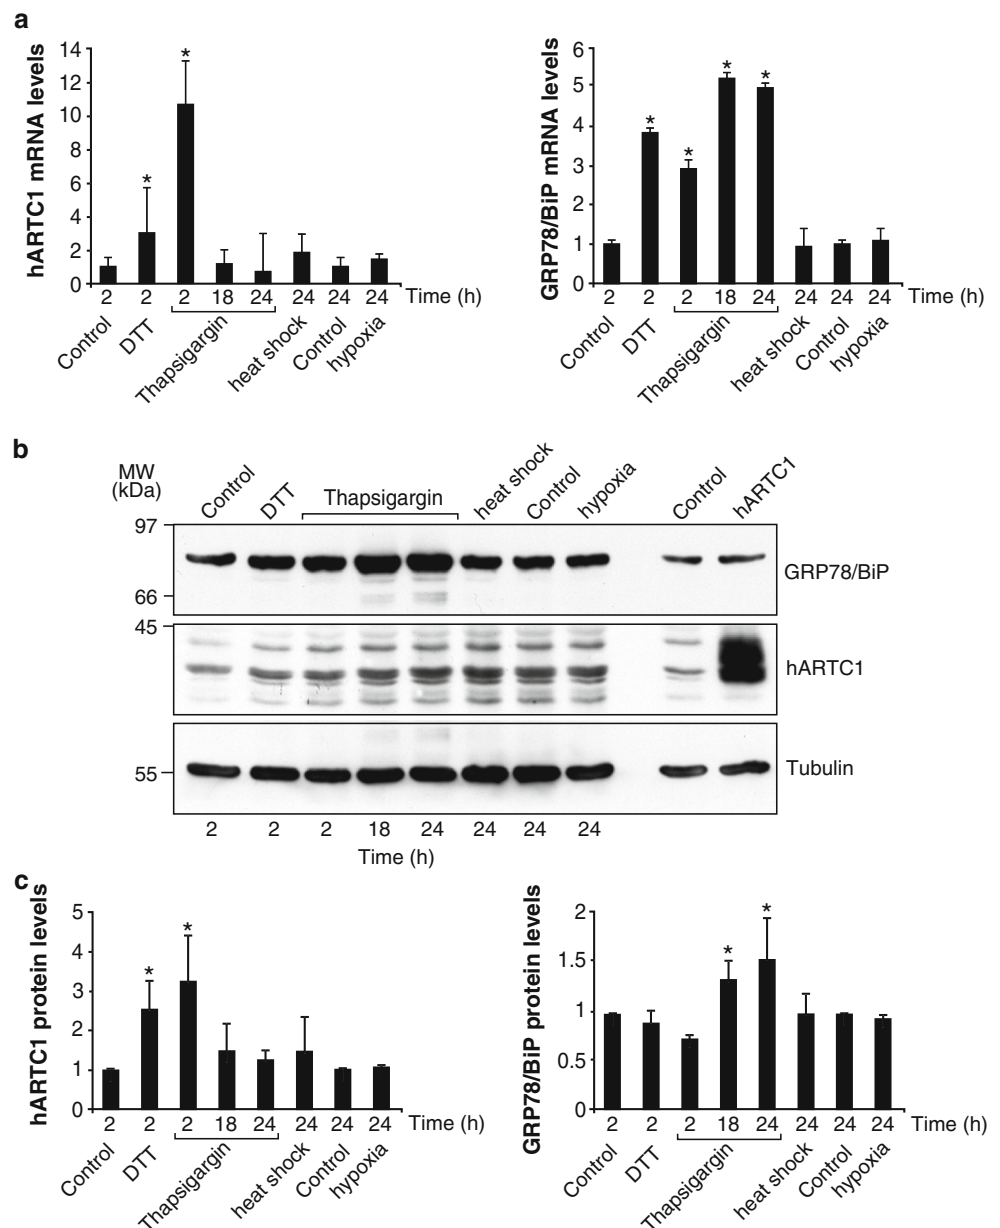 a
hARTC1 mRNA levels
14
12
10
8
6
4
2
0
* *
2 2 2 18 24 24 24 24 Time (h)
Control
DTT
Thapsigargin
heat shock
Control
hypoxia
GRP78/BiP mRNA levels
6
5
4
3
2
1
0
* * * *
2 2 2 18 24 24 24 24 Time (h)
Control
DTT
Thapsigargin
heat shock
Control
hypoxia
b
MW
(kDa)
Control
DTT
Thapsigargin
heat shock
Control
hypoxia
Control
hARTC1
97
66
GRP78/BiP
45
hARTC1
55
Tubulin
2 2 2 18 24 24 24 24
Time (h)
c
hARTC1 protein levels
5
4
3
2
1
0
* *
2 2 2 18 24 24 24 24 Time (h)
Control
DTT
Thapsigargin
heat shock
Control
hypoxia
GRP78/BiP protein levels
2
1.5
1
0.5
0
* *
2 2 2 18 24 24 24 24 Time (h)
Control
DTT
Thapsigargin
heat shock
Control
hypoxia